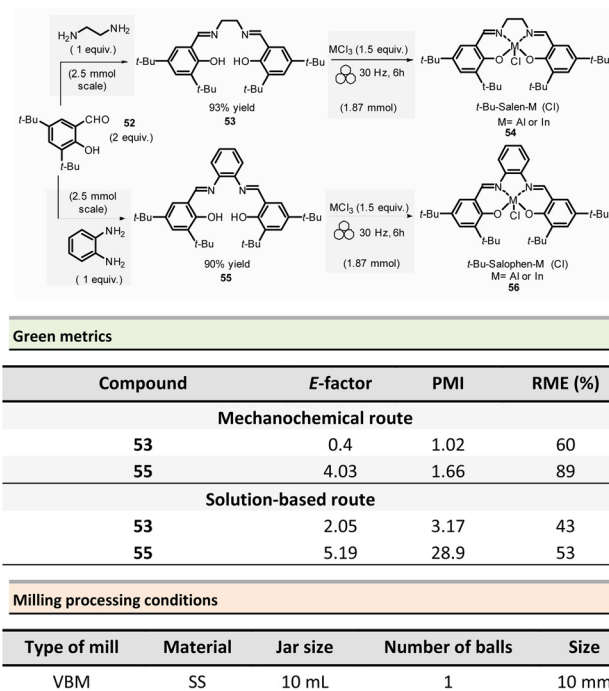 H₂N NH₂
( 1 equiv.)
(2.5 mmol
scale)
t-Bu CHO
OH
t-Bu
52
(2 equiv.)
N N
t-Bu OH HO t-Bu
t-Bu t-Bu
93% yield
53
MCl₃ (1.5 equiv.)
30 Hz, 6h
(1.87 mmol)
N N
M
t-Bu O Cl O t-Bu
t-Bu t-Bu
t-Bu-Salen-M (Cl)
M= Al or In
54
(2.5 mmol
scale)
NH₂
NH₂
( 1 equiv.)
N N
t-Bu OH HO t-Bu
t-Bu t-Bu
90% yield
55
MCl₃ (1.5 equiv.)
30 Hz, 6h
(1.87 mmol)
N N
M
t-Bu O Cl O t-Bu
t-Bu t-Bu
t-Bu-Salophen-M (Cl)
M= Al or In
56
Green metrics
Compound E-factor PMI RME (%)
Mechanochemical route
53 0.4 1.02 60
55 4.03 1.66 89
Solution-based route
53 2.05 3.17 43
55 5.19 28.9 53
Milling processing conditions
Type of mill Material Jar size Number of balls Size
VBM SS 10 mL 1 10 mm